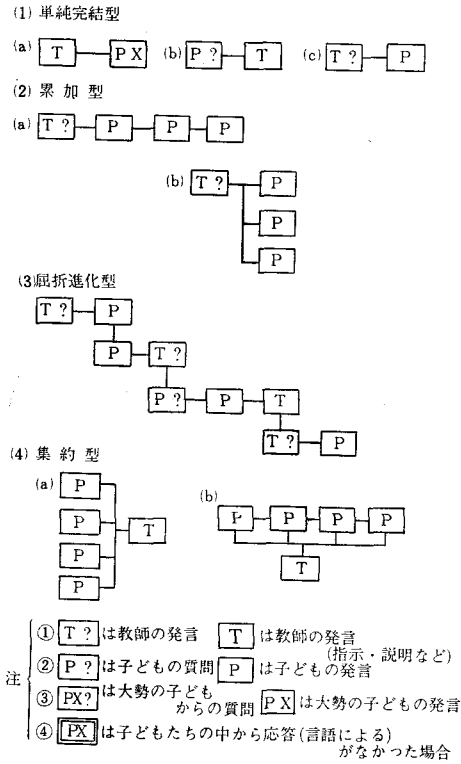 (1) 単純完結型
(a) T PX (b) P? T (c) T? P
(2) 累加型
(a) T? P P P
(b) T? P
P
P
(3)屈折進化型
T? P
P T?
P? P T
T? P
(4) 集約型
(a) P
P
P
P
T
(b) P P P P
T
注
① T? は教師の発言 T は教師の発言
(指示・説明など)
② P? は子どもの質問 P は子どもの発言
③ PX? は大勢の子ども
からの質問 PX は大勢の子どもの発言
④ PX は子どもたちの中から応答(言語による)
がなかった場合